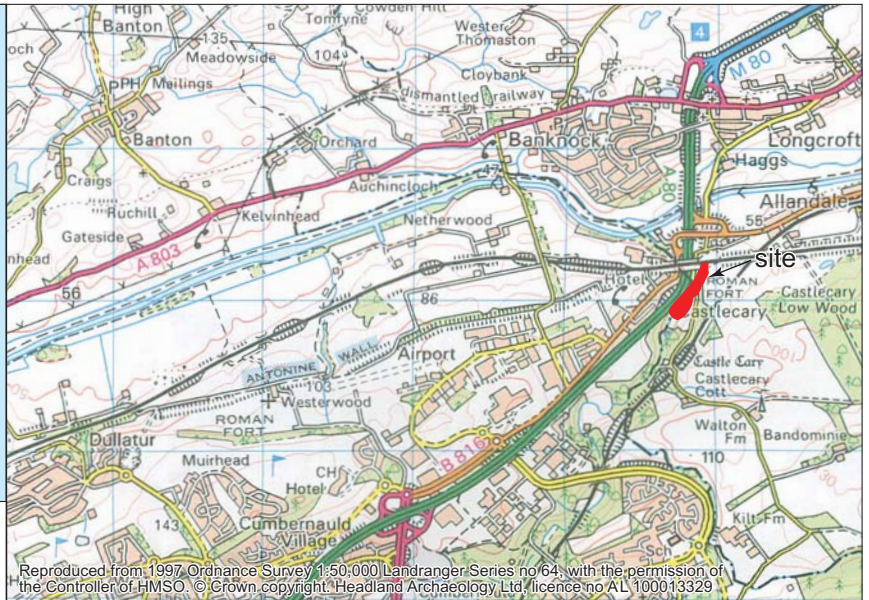 High
Banton
Tomfyne
Cowden Hill
Wester
Thomaston
4
M 80
och
135
Meadowside
104
Cloybank
PH
Mailings
dismantled railway
Banton
Orchard
Banknock
Longcroft
Haggs
47
Craigs
Auchincloch
A 80
Allandale
Ruchill
Kelvinhead
Netherwood
55
Gateside
A 803
nhead
site
Hotel
ROMAN
FORT
56
86
Castlecary
Castlecary
Low Wood
ANTONINE WALL
Airport
Castle Cary
Castlecary
Cott
103
Westerwood
ROMAN
FORT
Walton
Fm
Bandominie
Dullatur
B 816
110
Muirhead
CH
Hotel
Kilt Fm
143
Cumbernauld
Village
Sch
Reproduced from 1997 Ordnance Survey 1:50,000 Landranger Series no 64, with the permission of
the Controller of HMSO. © Crown copyright. Headland Archaeology Ltd, licence no AL 100013329